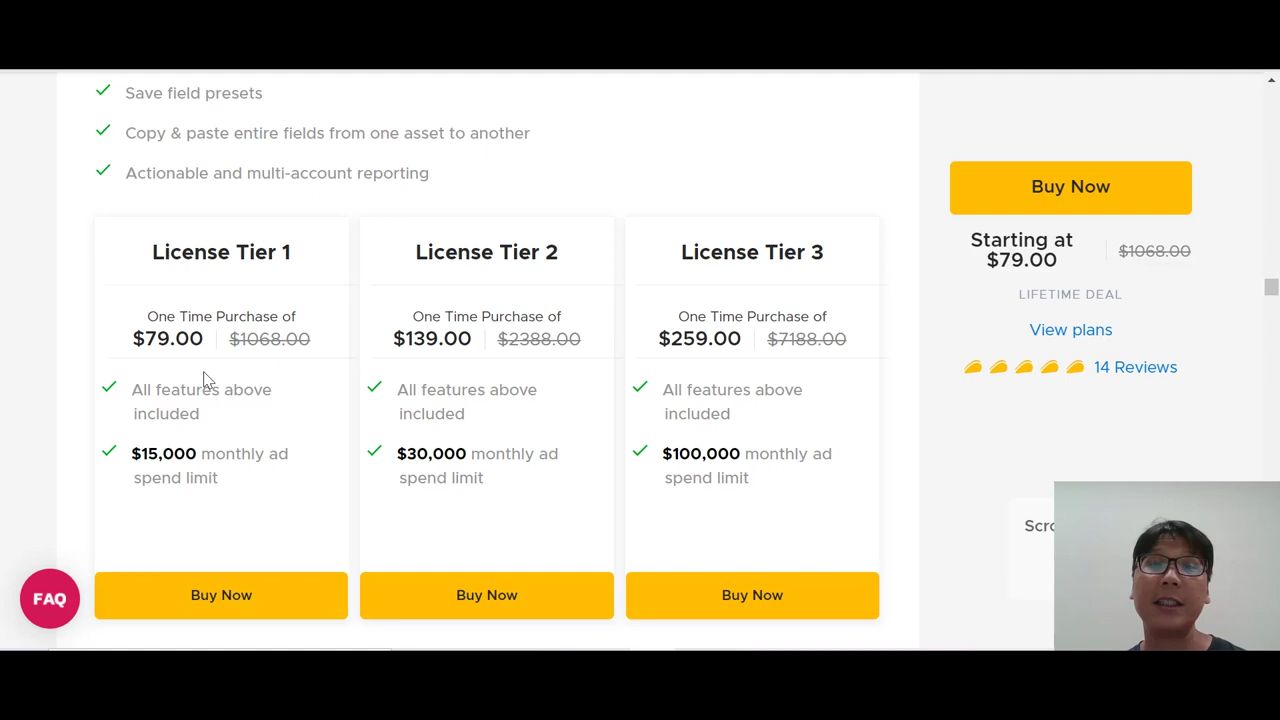 Save field presets
Copy & paste entire fields from one asset to another
Actionable and multi-account reporting
License Tier 1
One Time Purchase of
$79.00 $1068.00
All features above
included
$15,000 monthly ad
spend limit
Buy Now
License Tier 2
One Time Purchase of
$139.00 $2388.00
All features above
included
$30,000 monthly ad
spend limit
Buy Now
License Tier 3
One Time Purchase of
$259.00 $7188.00
All features above
included
$100,000 monthly ad
spend limit
Buy Now
Buy Now
Starting at
$79.00 $1068.00
LIFETIME DEAL
View plans
14 Reviews
FAQ